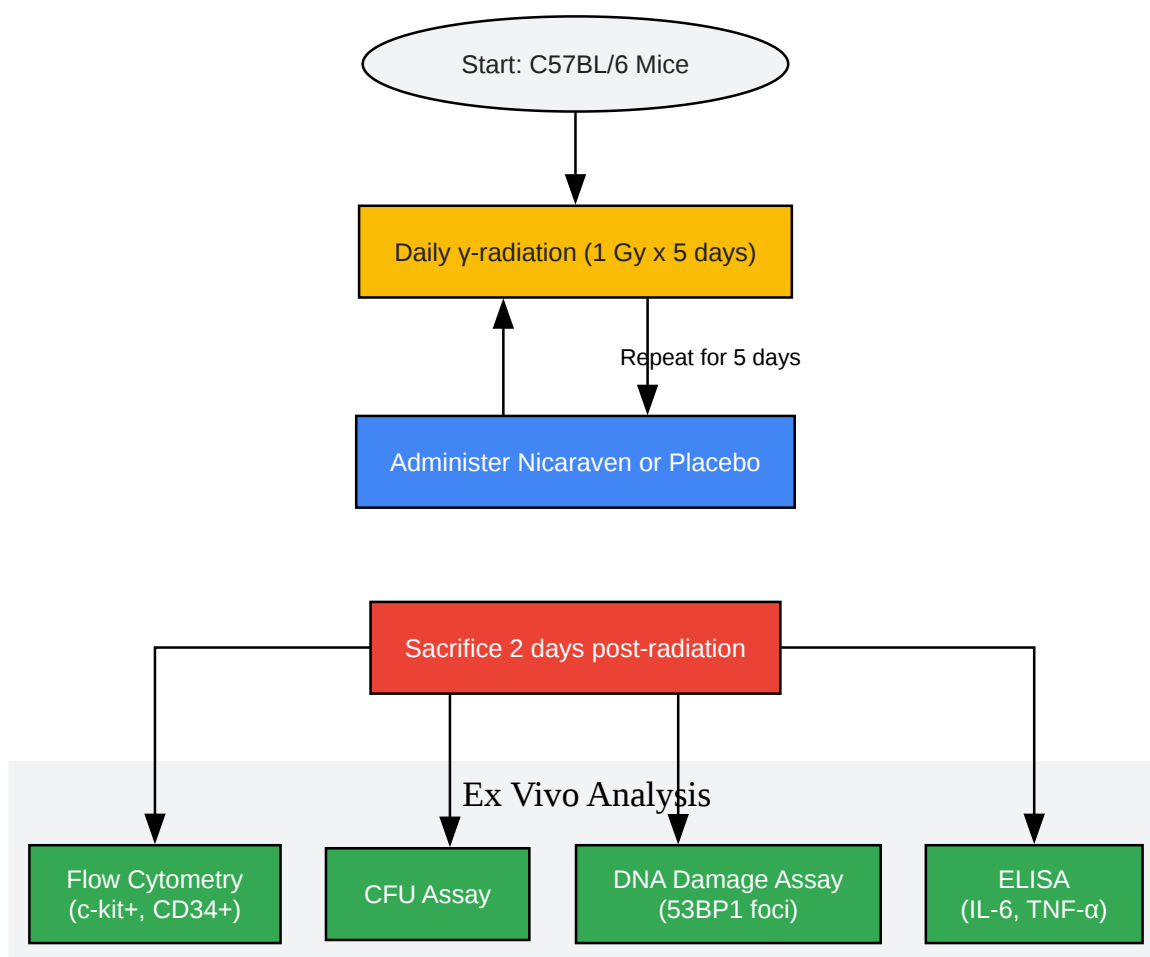 Start: C57BL/6 Mice
Daily γ-radiation (1 Gy x 5 days)
Repeat for 5 days
Administer Nicaraven or Placebo
Sacrifice 2 days post-radiation
Ex Vivo Analysis
Flow Cytometry
(c-kit+, CD34+)
CFU Assay
DNA Damage Assay
(53BP1 foci)
ELISA
(IL-6, TNF-α)